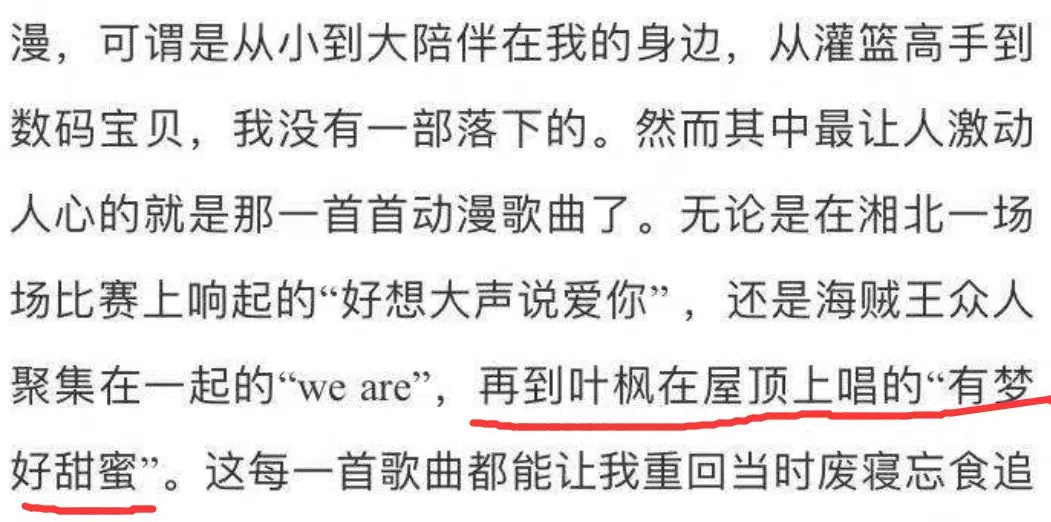 漫，可谓是从小到大陪伴在我的身边，从灌篮高手到
数码宝贝，我没有一部落下的。然而其中最让人激动
人心的就是那一首首动漫歌曲了。无论是在湘北一场
场比赛上响起的“好想大声说爱你”，还是海贼王众人
聚集在一起的“we are”，再到叶枫在屋顶上唱的“有梦
好甜蜜”。这每一首歌曲都能让我重回当时废寝忘食追